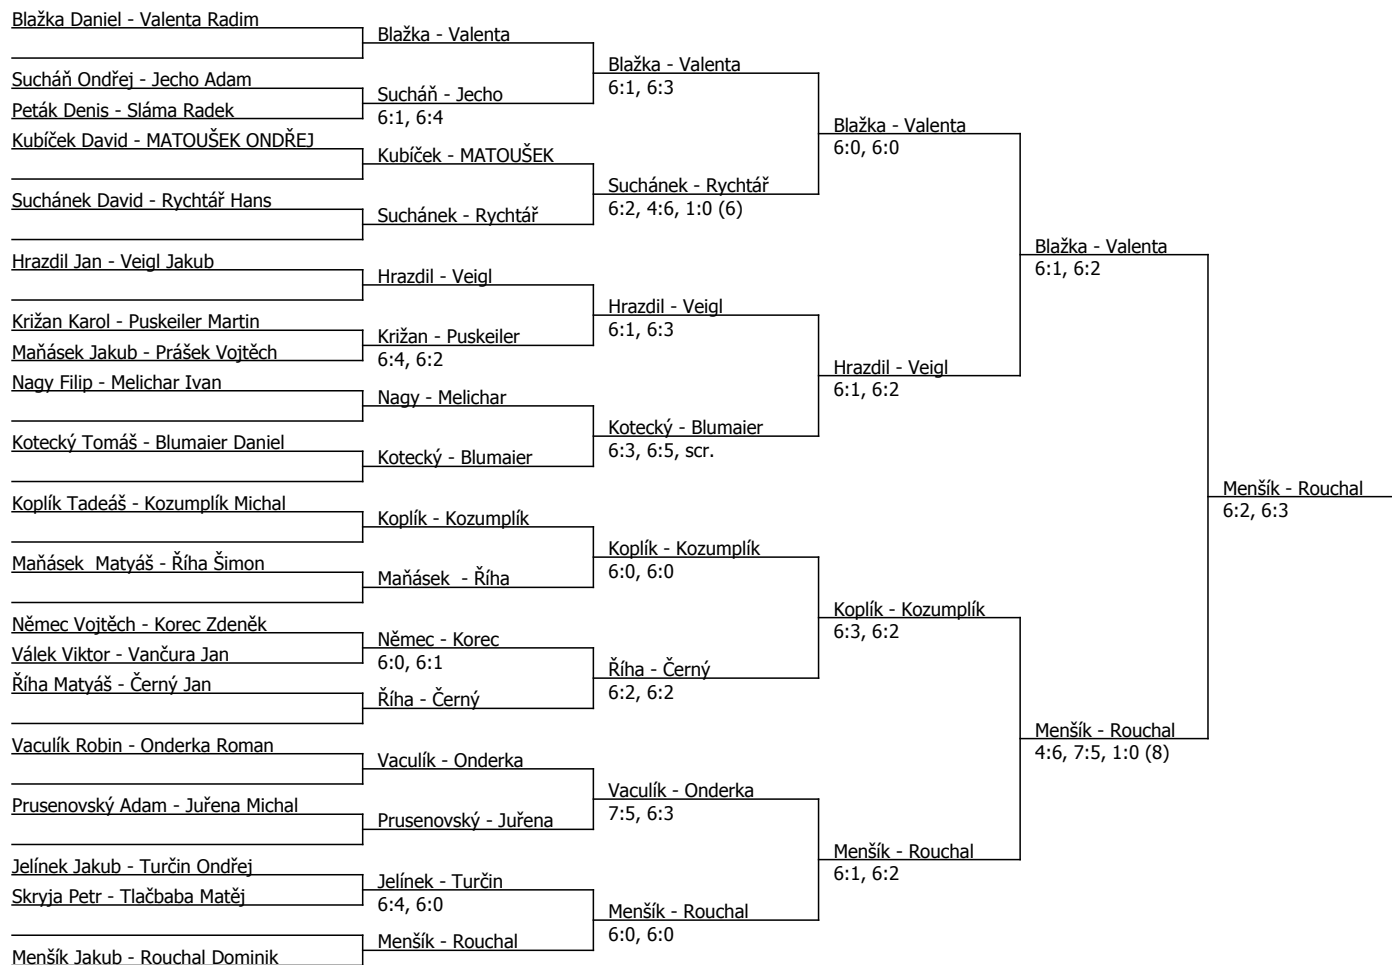 Blažka Daniel - Valenta Radim
Sucháň Ondřej - Jecho Adam
Peták Denis - Sláma Radek
Kubíček David - MATOUŠEK ONDŘEJ
Suchánek David - Rychtář Hans
Hrazdil Jan - Veigl Jakub
Križan Karol - Puskeiler Martin
Maňásek Jakub - Prášek Vojtěch
Nagy Filip - Melichar Ivan
Kotecký Tomáš - Blumaier Daniel
Koplík Tadeáš - Kozumplík Michal
Maňásek  Matyáš - Říha Šimon
Němec Vojtěch - Korec Zdeněk
Válek Viktor - Vančura Jan
Říha Matyáš - Černý Jan
Vaculík Robin - Onderka Roman
Prusenovský Adam - Juřena Michal
Jelínek Jakub - Turčin Ondřej
Skryja Petr - Tlačbaba Matěj
Menšík Jakub - Rouchal Dominik
Blažka - Valenta
Sucháň - Jecho
6:1, 6:4
Kubíček - MATOUŠEK
Suchánek - Rychtář
Hrazdil - Veigl
Križan - Puskeiler
6:4, 6:2
Nagy - Melichar
Kotecký - Blumaier
Koplík - Kozumplík
Maňásek  - Říha
Němec - Korec
6:0, 6:1
Říha - Černý
Vaculík - Onderka
Prusenovský - Juřena
Jelínek - Turčin
6:4, 6:0
Menšík - Rouchal
Blažka - Valenta
6:1, 6:3
Suchánek - Rychtář
6:2, 4:6, 1:0 (6)
Hrazdil - Veigl
6:1, 6:3
Kotecký - Blumaier
6:3, 6:5, scr.
Koplík - Kozumplík
6:0, 6:0
Říha - Černý
6:2, 6:2
Vaculík - Onderka
7:5, 6:3
Menšík - Rouchal
6:0, 6:0
Blažka - Valenta
6:0, 6:0
Hrazdil - Veigl
6:1, 6:2
Koplík - Kozumplík
6:3, 6:2
Menšík - Rouchal
6:1, 6:2
Blažka - Valenta
6:1, 6:2
Menšík - Rouchal
4:6, 7:5, 1:0 (8)
Menšík - Rouchal
6:2, 6:3